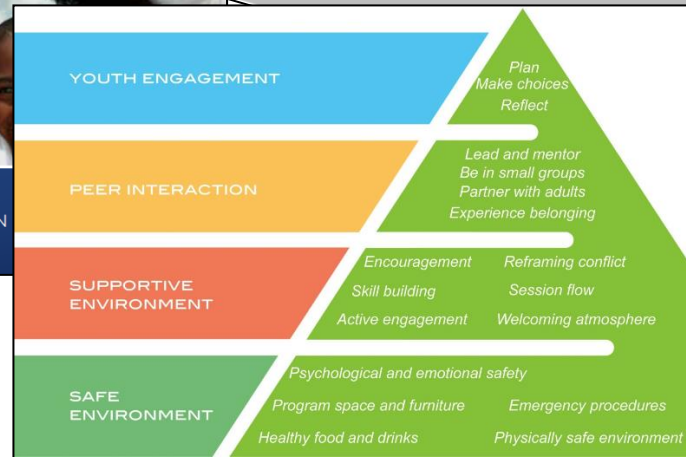 YOUTH ENGAGEMENT
Plan
Make choices
Reflect
PEER INTERACTION
Lead and mentor
Be in small groups
Partner with adults
Experience belonging
N
SUPPORTIVE
ENVIRONMENT
Encouragement
Reframing conflict
Skill building
Session flow
Active engagement
Welcoming atmosphere
SAFE
ENVIRONMENT
Psychological and emotional safety
Program space and furniture
Emergency procedures
Healthy food and drinks
Physically safe environment